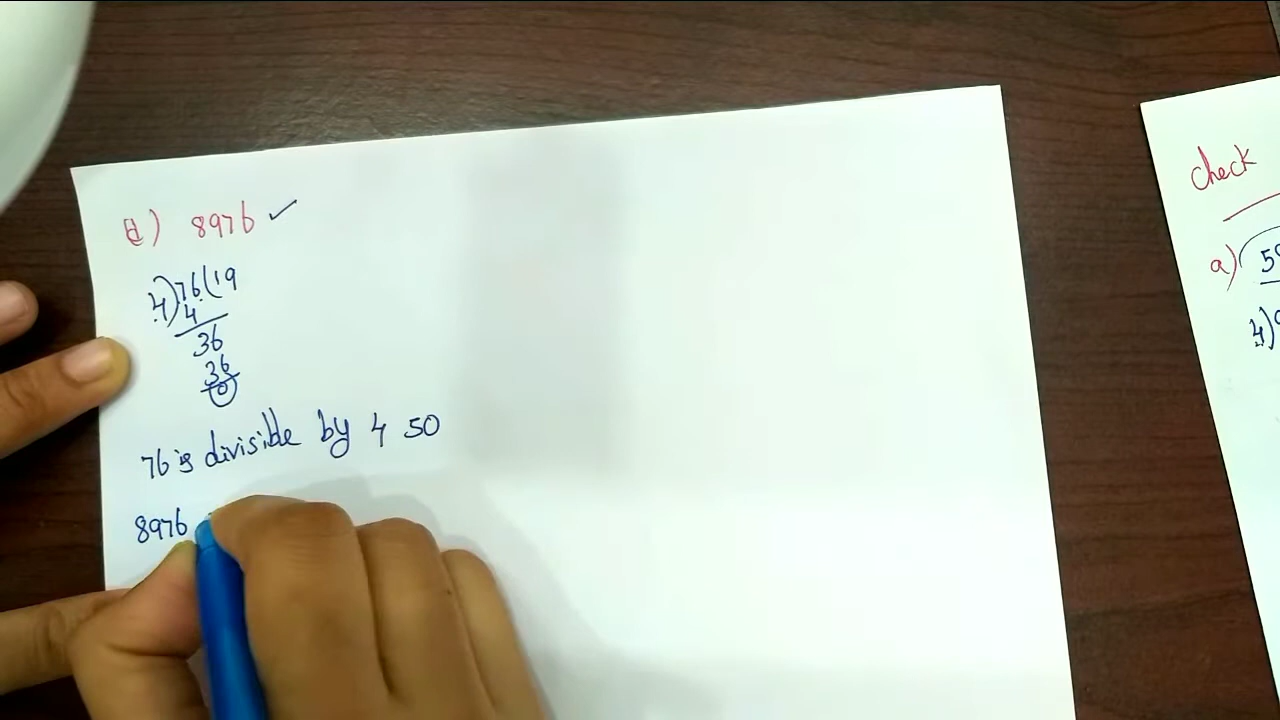 d) 8976 ✓
4)76(19
4
36
36
0
76 is divisible by 4 so
8976
check
a)
4)